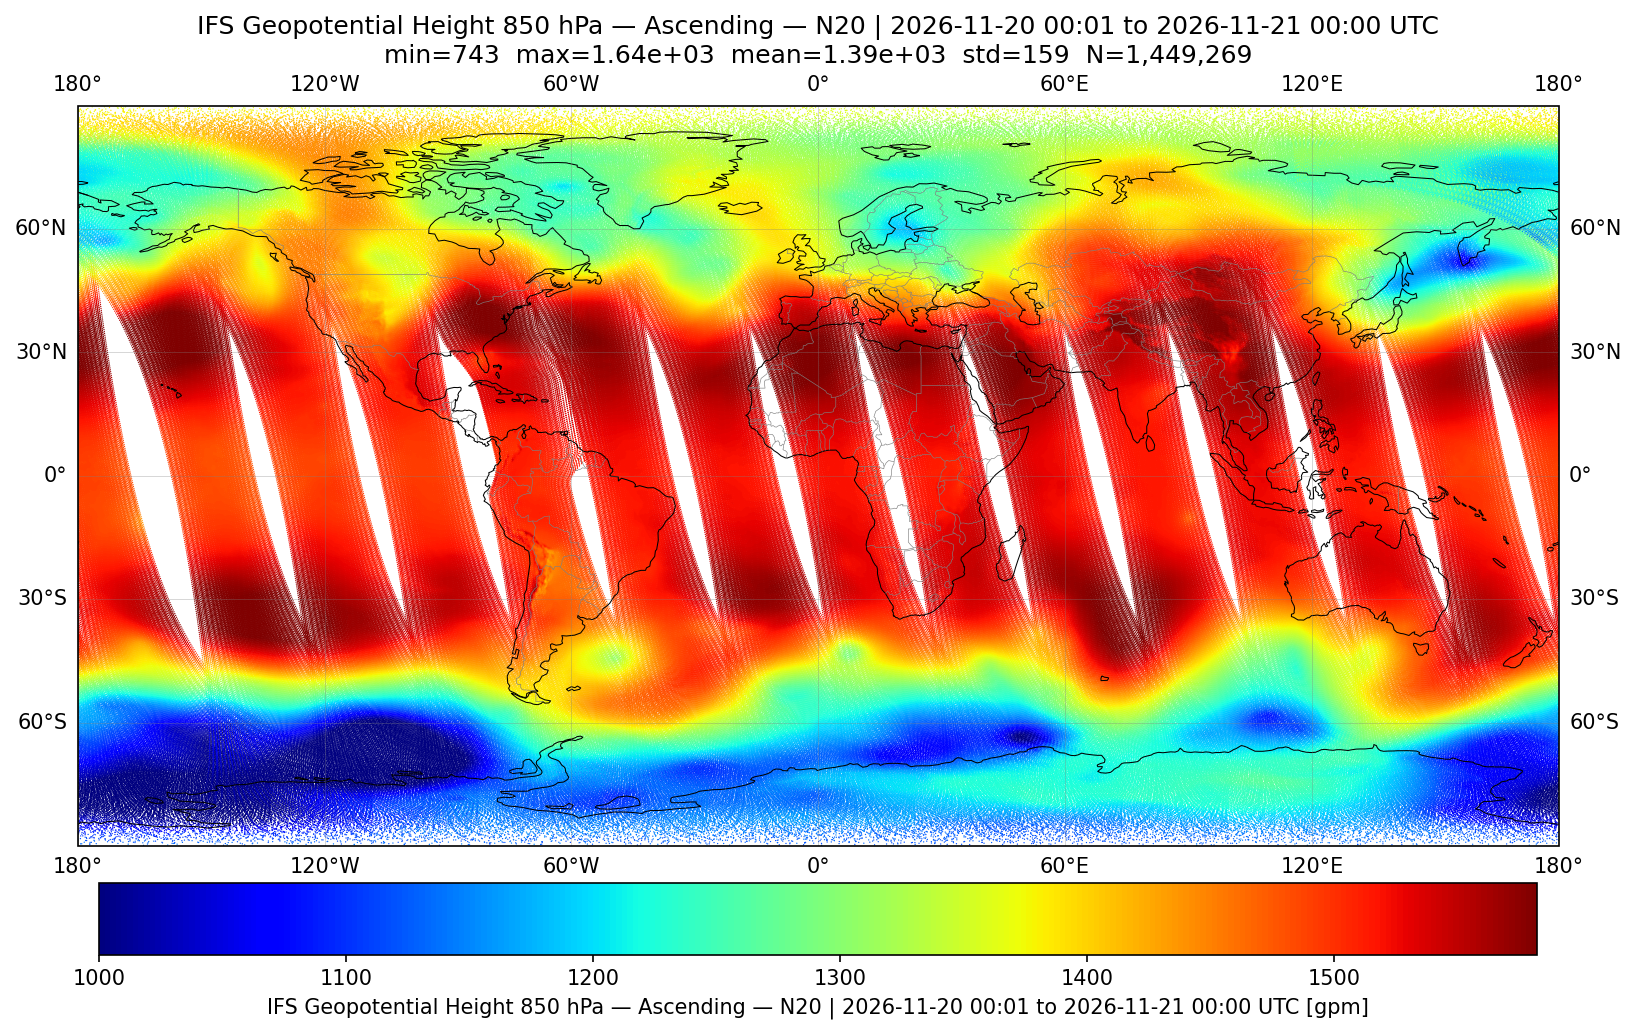 IFS Geopotential Height 850 hPa — Ascending — N20 | 2026-11-20 00:01 to 2026-11-21 00:00 UTC
min=743 max=1.64e+03 mean=1.39e+03 std=159 N=1,449,269
180° 120°W 60°W 0° 60°E 120°E 180°
60°N 60°N
30°N 30°N
0° 0°
30°S 30°S
60°S 60°S
180° 120°W 60°W 0° 60°E 120°E 180°
1000 1100 1200 1300 1400 1500
IFS Geopotential Height 850 hPa — Ascending — N20 | 2026-11-20 00:01 to 2026-11-21 00:00 UTC [gpm]